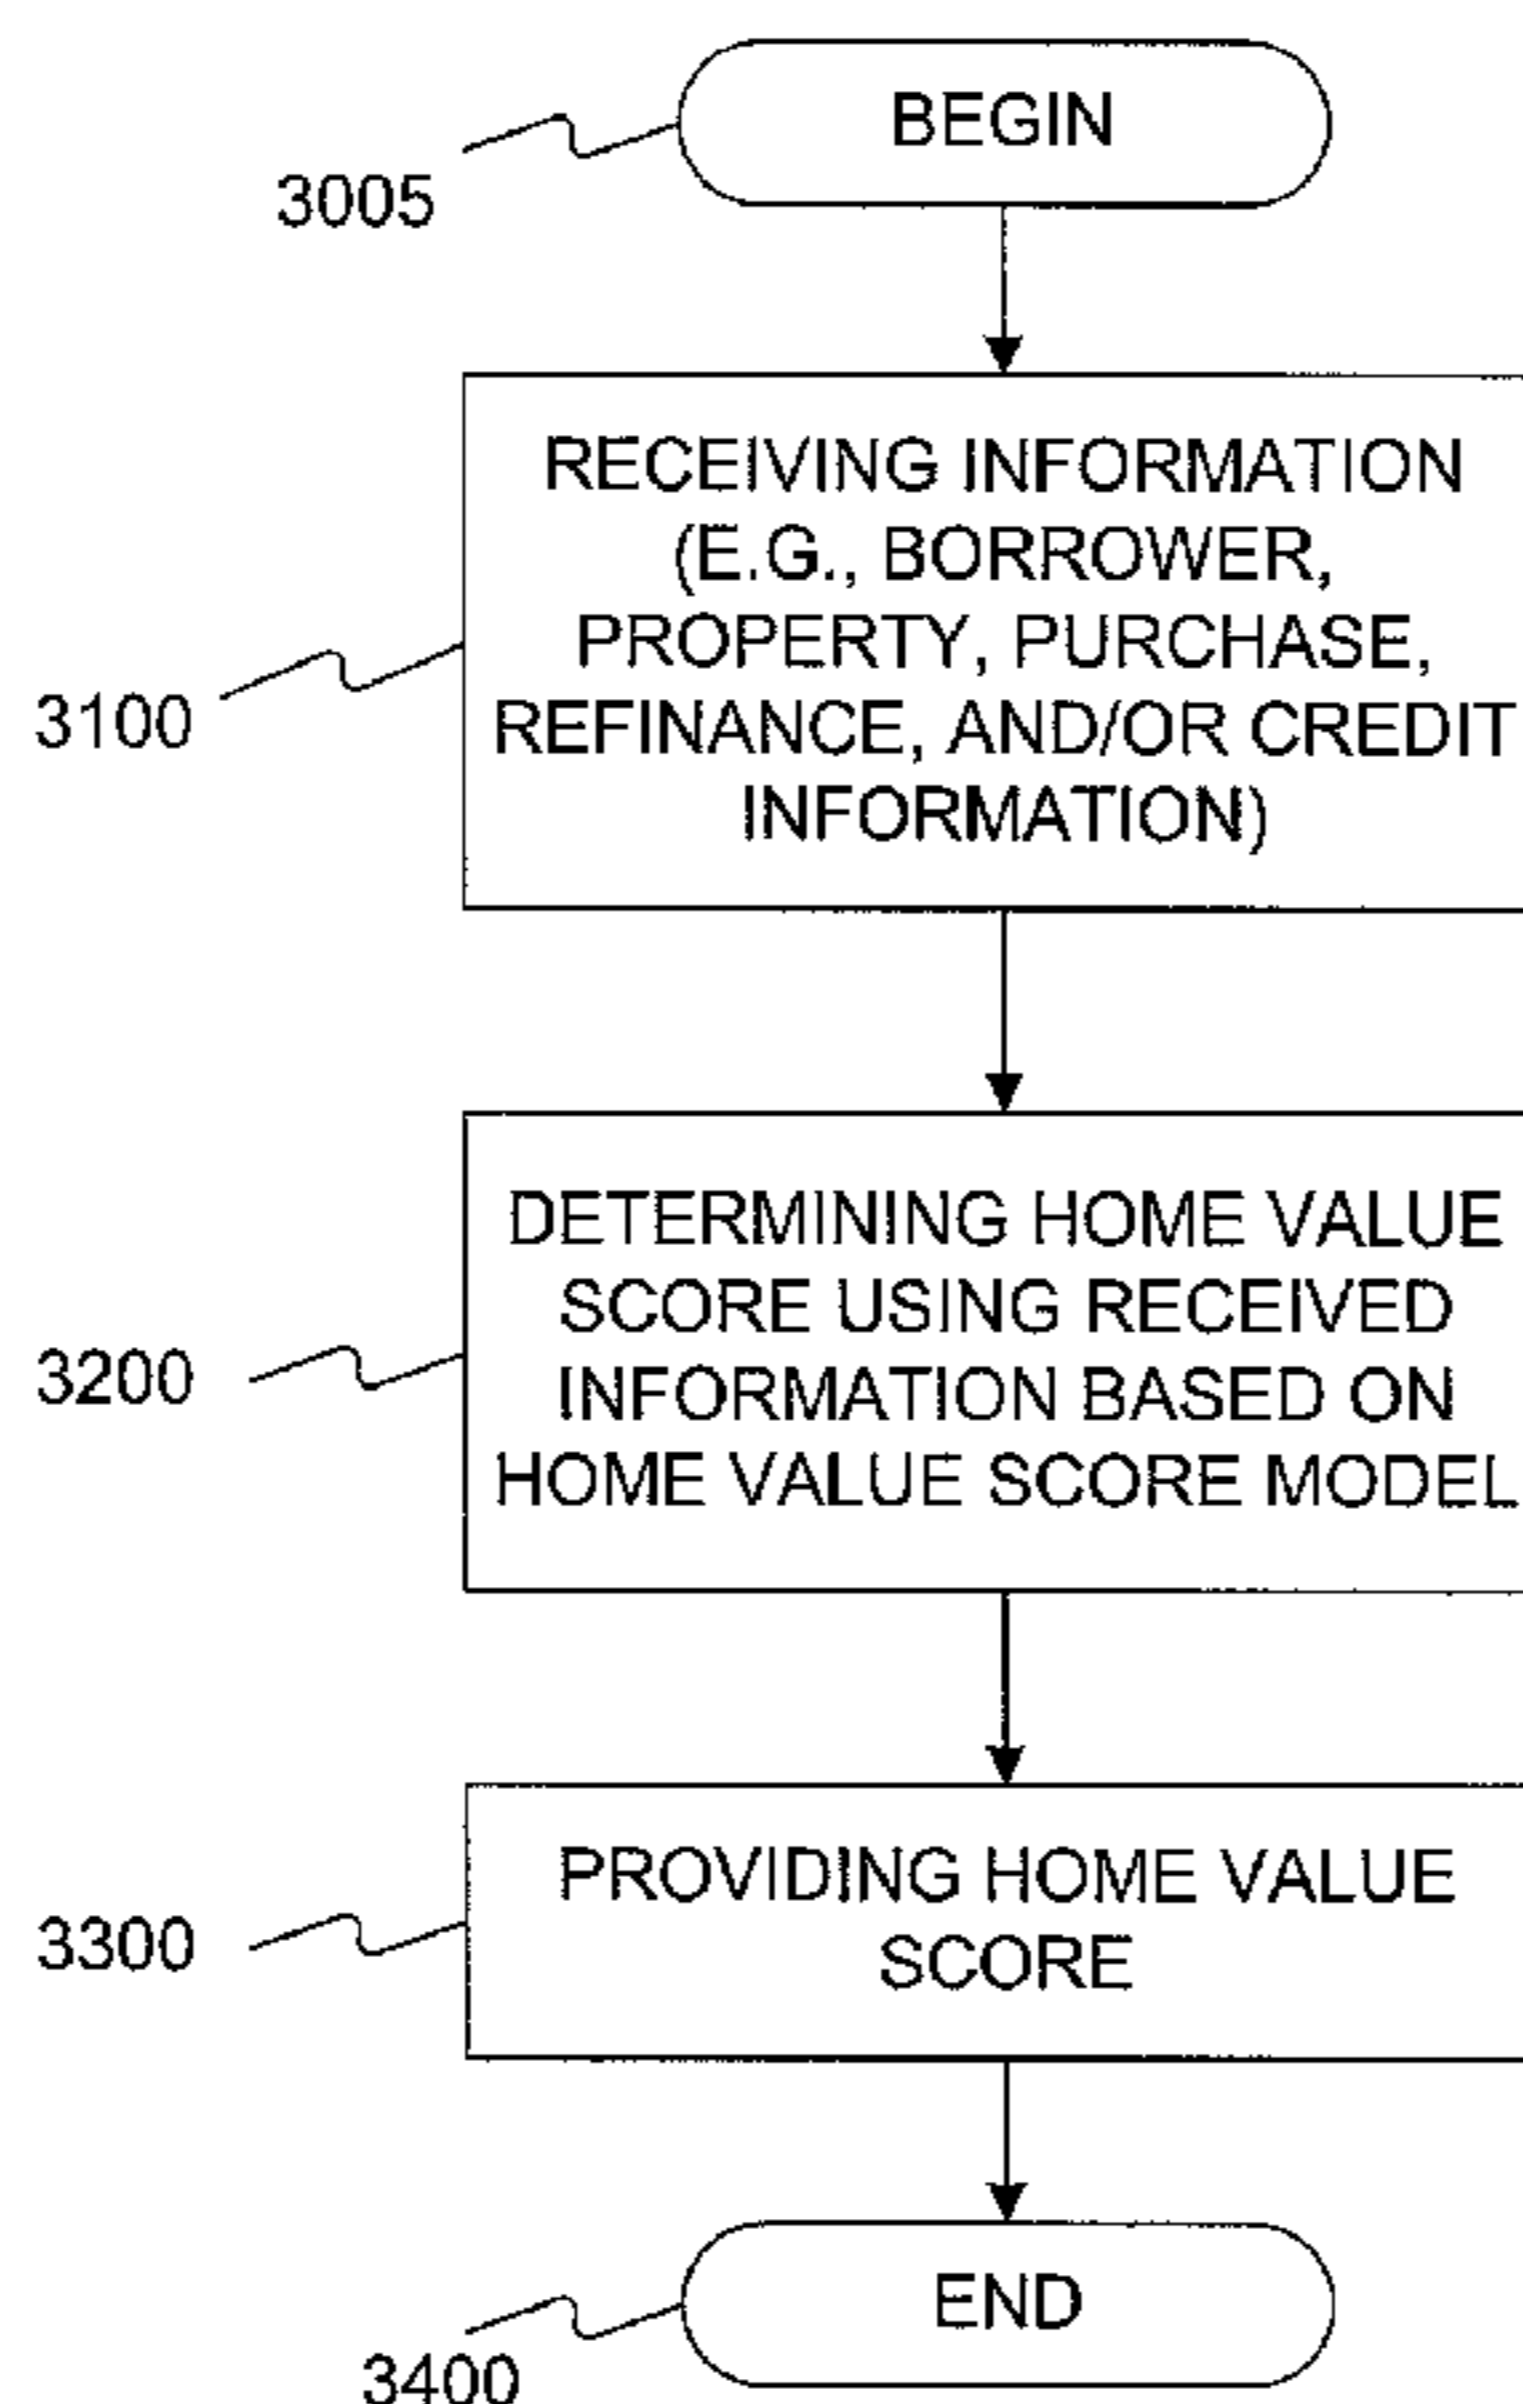 BEGIN
3005
RECEIVING INFORMATION
(E.G., BORROWER,
PROPERTY, PURCHASE,
REFINANCE, AND/OR CREDIT
INFORMATION)
3100
DETERMINING HOME VALUE
SCORE USING RECEIVED
INFORMATION BASED ON
HOME VALUE SCORE MODEL
3200
PROVIDING HOME VALUE
SCORE
3300
END
3400